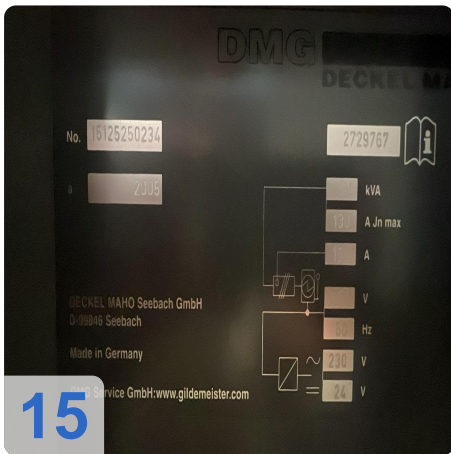 DMG
DECKEL MA
No. 15125250234
2729767
a 2005
kVA
A Jn max
A
V
Hz
230 V
24 V
DECKEL MAHO Seebach GmbH
D-99846 Seebach
Made in Germany
Service GmbH:www.gildemeister.com
15